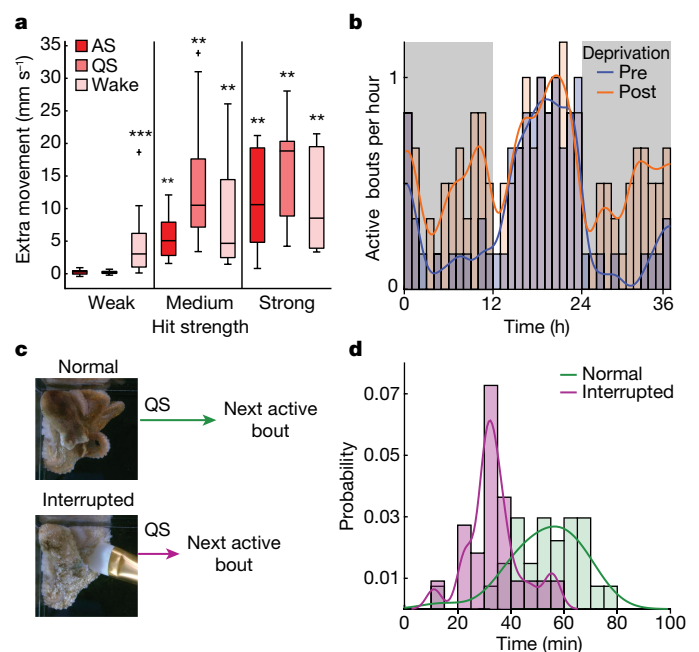 a
Extra movement (mm s⁻¹)
35
30
25
20
15
10
5
0
AS
QS
Wake
***
**
**
**
**
**
**
Weak
Medium
Strong
Hit strength
b
Active bouts per hour
1
0
Deprivation
Pre
Post
0
12
24
36
Time (h)
c
Normal
QS
Next active
bout
Interrupted
QS
Next active
bout
d
Probability
0.07
0.05
0.03
0.01
Normal
Interrupted
0
20
40
60
80
100
Time (min)